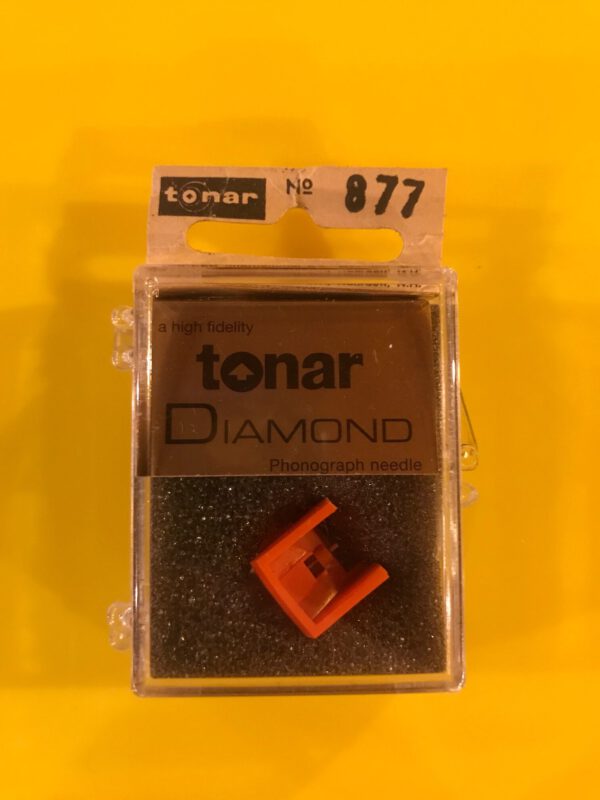 tonar № 877
a high fidelity
tonar
DIAMOND
Phonograph needle